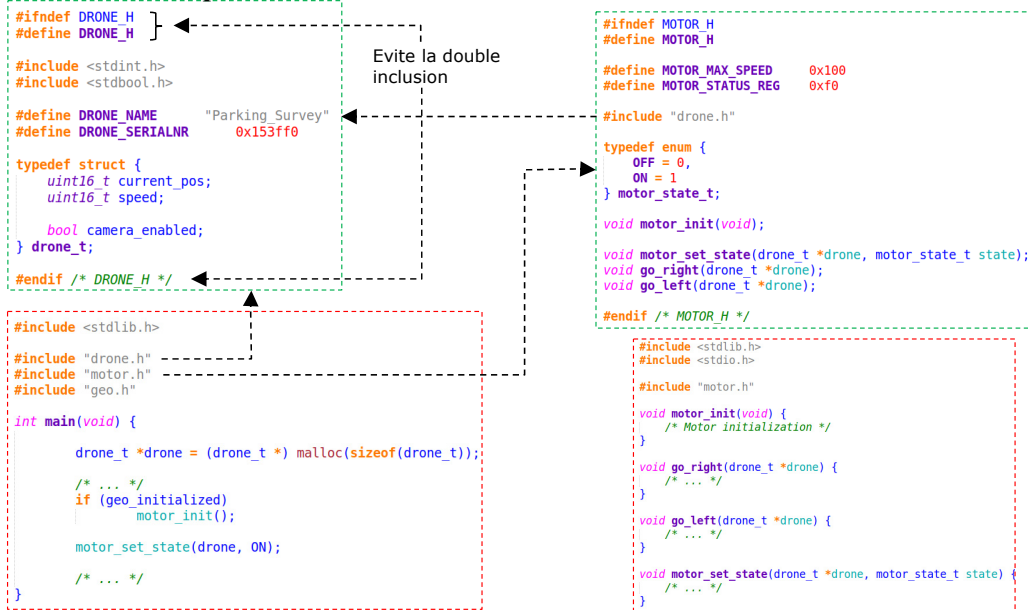 #ifndef DRONE_H
#define DRONE_H
#include <stdint.h>
#include <stdbool.h>
#define DRONE_NAME "Parking_Survey"
#define DRONE_SERIALNR 0x153ff0
typedef struct {
uint16_t current_pos;
uint16_t speed;
bool camera_enabled;
} drone_t;
#endif /* DRONE_H */
Evite la double
inclusion
#ifndef MOTOR_H
#define MOTOR_H
#define MOTOR_MAX_SPEED 0x100
#define MOTOR_STATUS_REG 0xf0
#include "drone.h"
typedef enum {
OFF = 0,
ON = 1
} motor_state_t;
void motor_init(void);
void motor_set_state(drone_t *drone, motor_state_t state);
void go_right(drone_t *drone);
void go_left(drone_t *drone);
#endif /* MOTOR_H */
#include <stdlib.h>
#include "drone.h"
#include "motor.h"
#include "geo.h"
int main(void) {
drone_t *drone = (drone_t *) malloc(sizeof(drone_t));
/* ... */
if (geo_initialized)
motor_init();
motor_set_state(drone, ON);
/* ... */
}
#include <stdlib.h>
#include <stdio.h>
#include "motor.h"
void motor_init(void) {
/* Motor initialization */
}
void go_right(drone_t *drone) {
/* ... */
}
void go_left(drone_t *drone) {
/* ... */
}
void motor_set_state(drone_t *drone, motor_state_t state) {
/* ... */
}